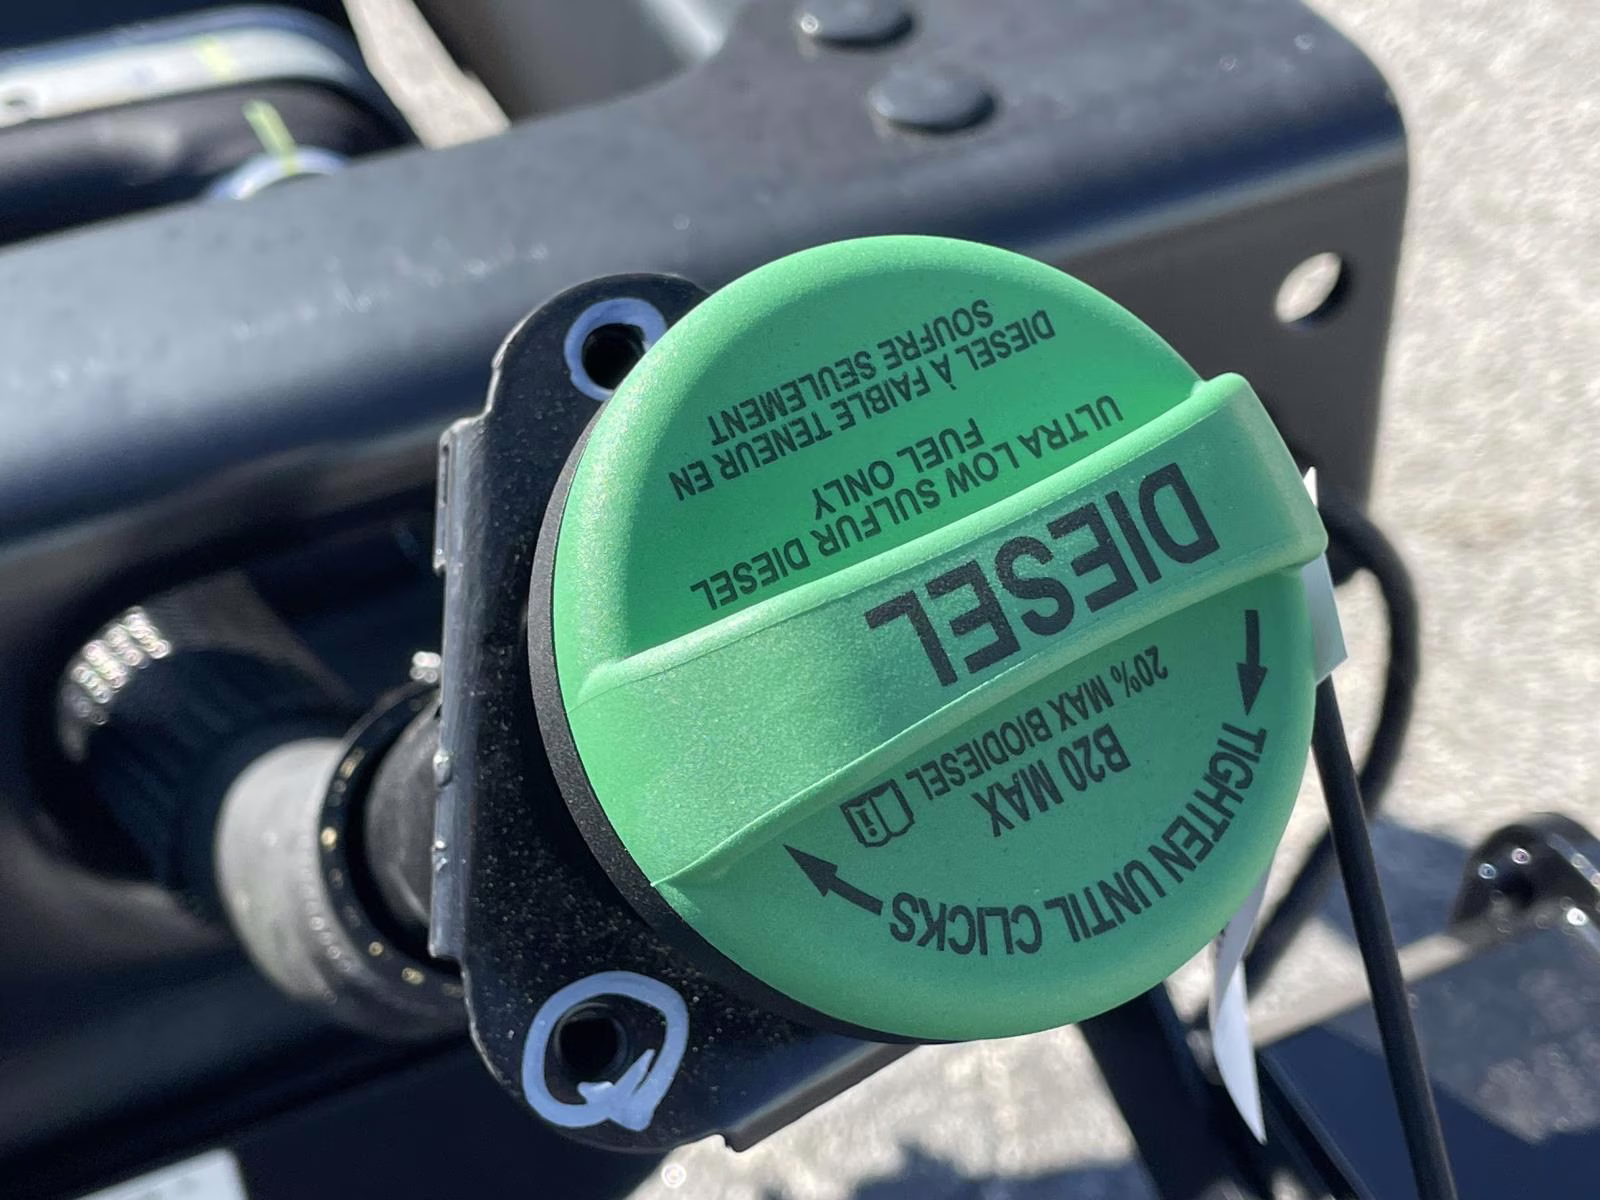 TIGHTEN UNTIL CLICKS
B20 MAX
20% MAX BIODIESEL
DIESEL
ULTRA LOW SULFUR DIESEL
FUEL ONLY
DIESEL À FAIBLE TENEUR EN
SOUFRE SEULEMENT